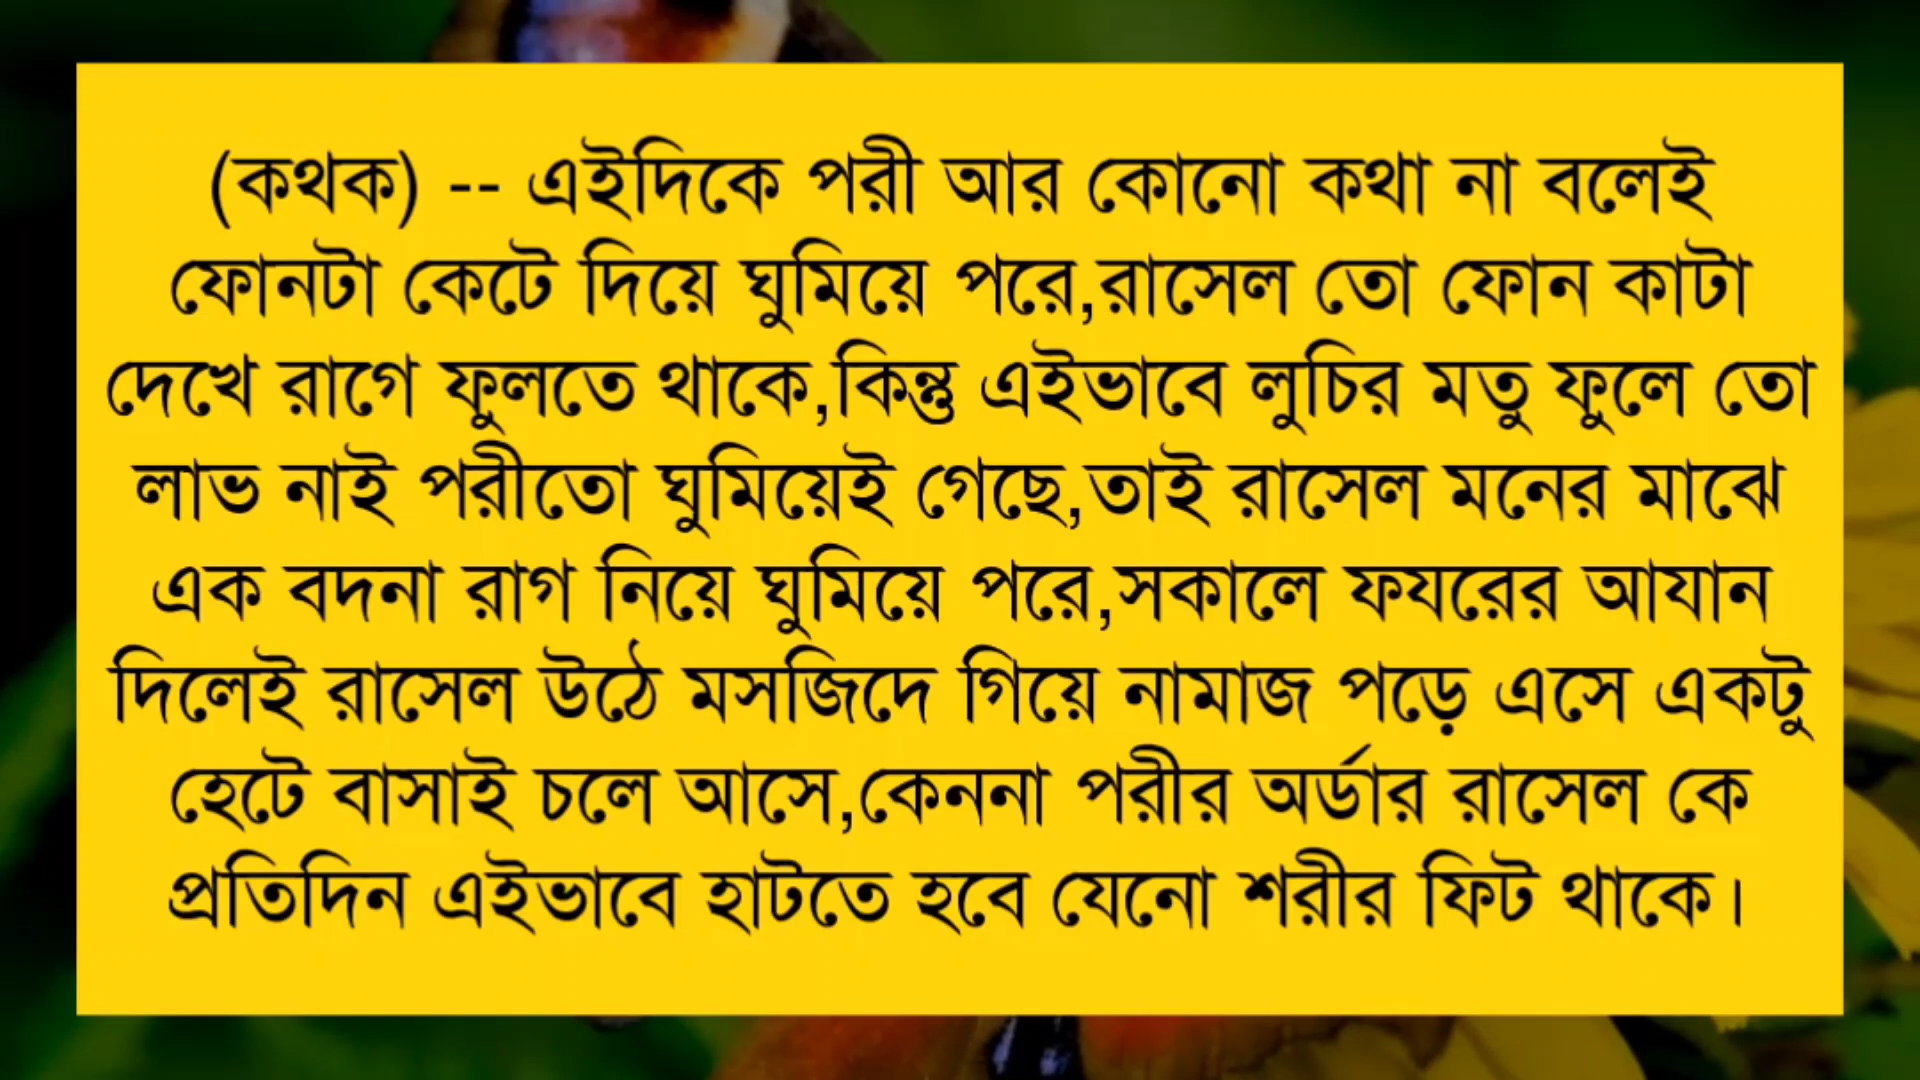 (কথক) -- এইদিকে পরী আর কোনো কথা না বলেই
ফোনটা কেটে দিয়ে ঘুমিয়ে পরে,রাসেল তো ফোন কাটা
দেখে রাগে ফুলতে থাকে,কিন্তু এইভাবে লুচির মতু ফুলে তো
লাভ নাই পরীতো ঘুমিয়েই গেছে,তাই রাসেল মনের মাঝে
এক বদনা রাগ নিয়ে ঘুমিয়ে পরে,সকালে ফযরের আযান
দিলেই রাসেল উঠে মসজিদে গিয়ে নামাজ পড়ে এসে একটু
হেটে বাসাই চলে আসে,কেননা পরীর অর্ডার রাসেল কে
প্রতিদিন এইভাবে হাটতে হবে যেনো শরীর ফিট থাকে।